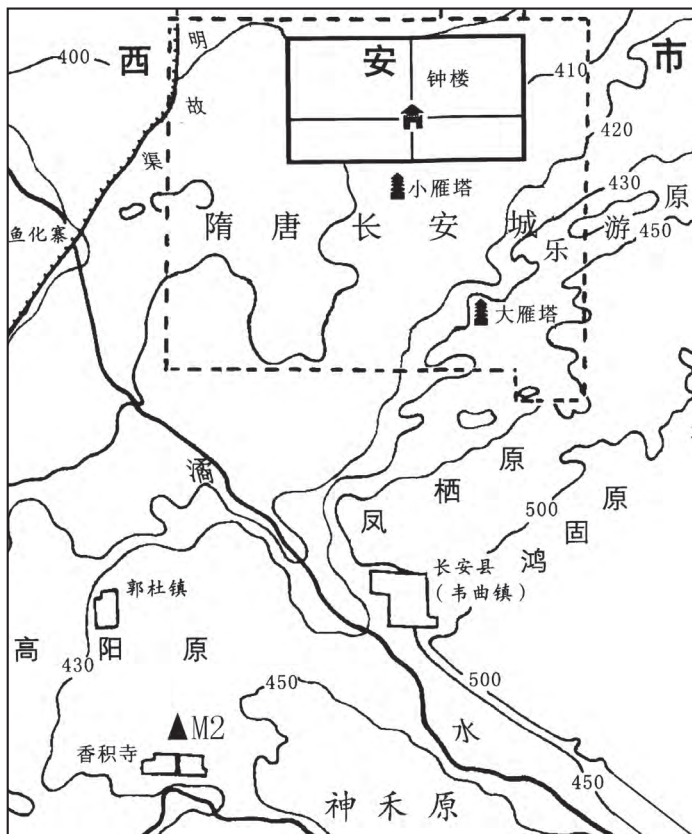 西 安 市
400
明故渠
钟楼
410
420
小雁塔
430
鱼化寨
隋唐长安城
乐游原
450
大雁塔
潏水
凤栖原
500
鸿固原
长安县
(韦曲镇)
郭杜镇
高阳原
430
450
500
M2
香积寺
450
神禾原